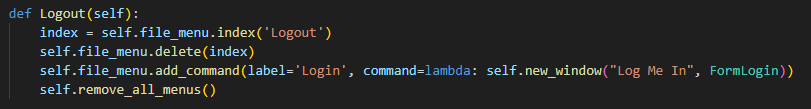 def Logout(self):
    index = self.file_menu.index('Logout')
    self.file_menu.delete(index)
    self.file_menu.add_command(label='Login', command=lambda: self.new_window("Log Me In", FormLogin))
    self.remove_all_menus()